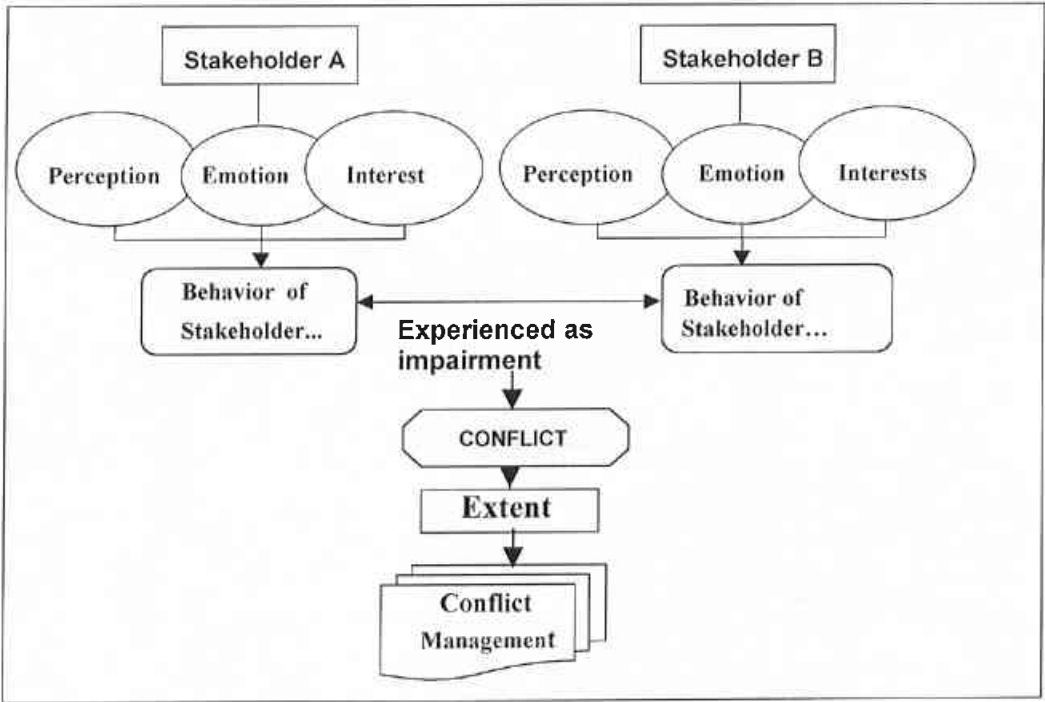 Stakeholder A
Stakeholder B
Perception
Emotion
Interest
Perception
Emotion
Interests
Behavior of
Stakeholder...
Behavior of
Stakeholder...
Experienced as
impairment
CONFLICT
Extent
Conflict
Management